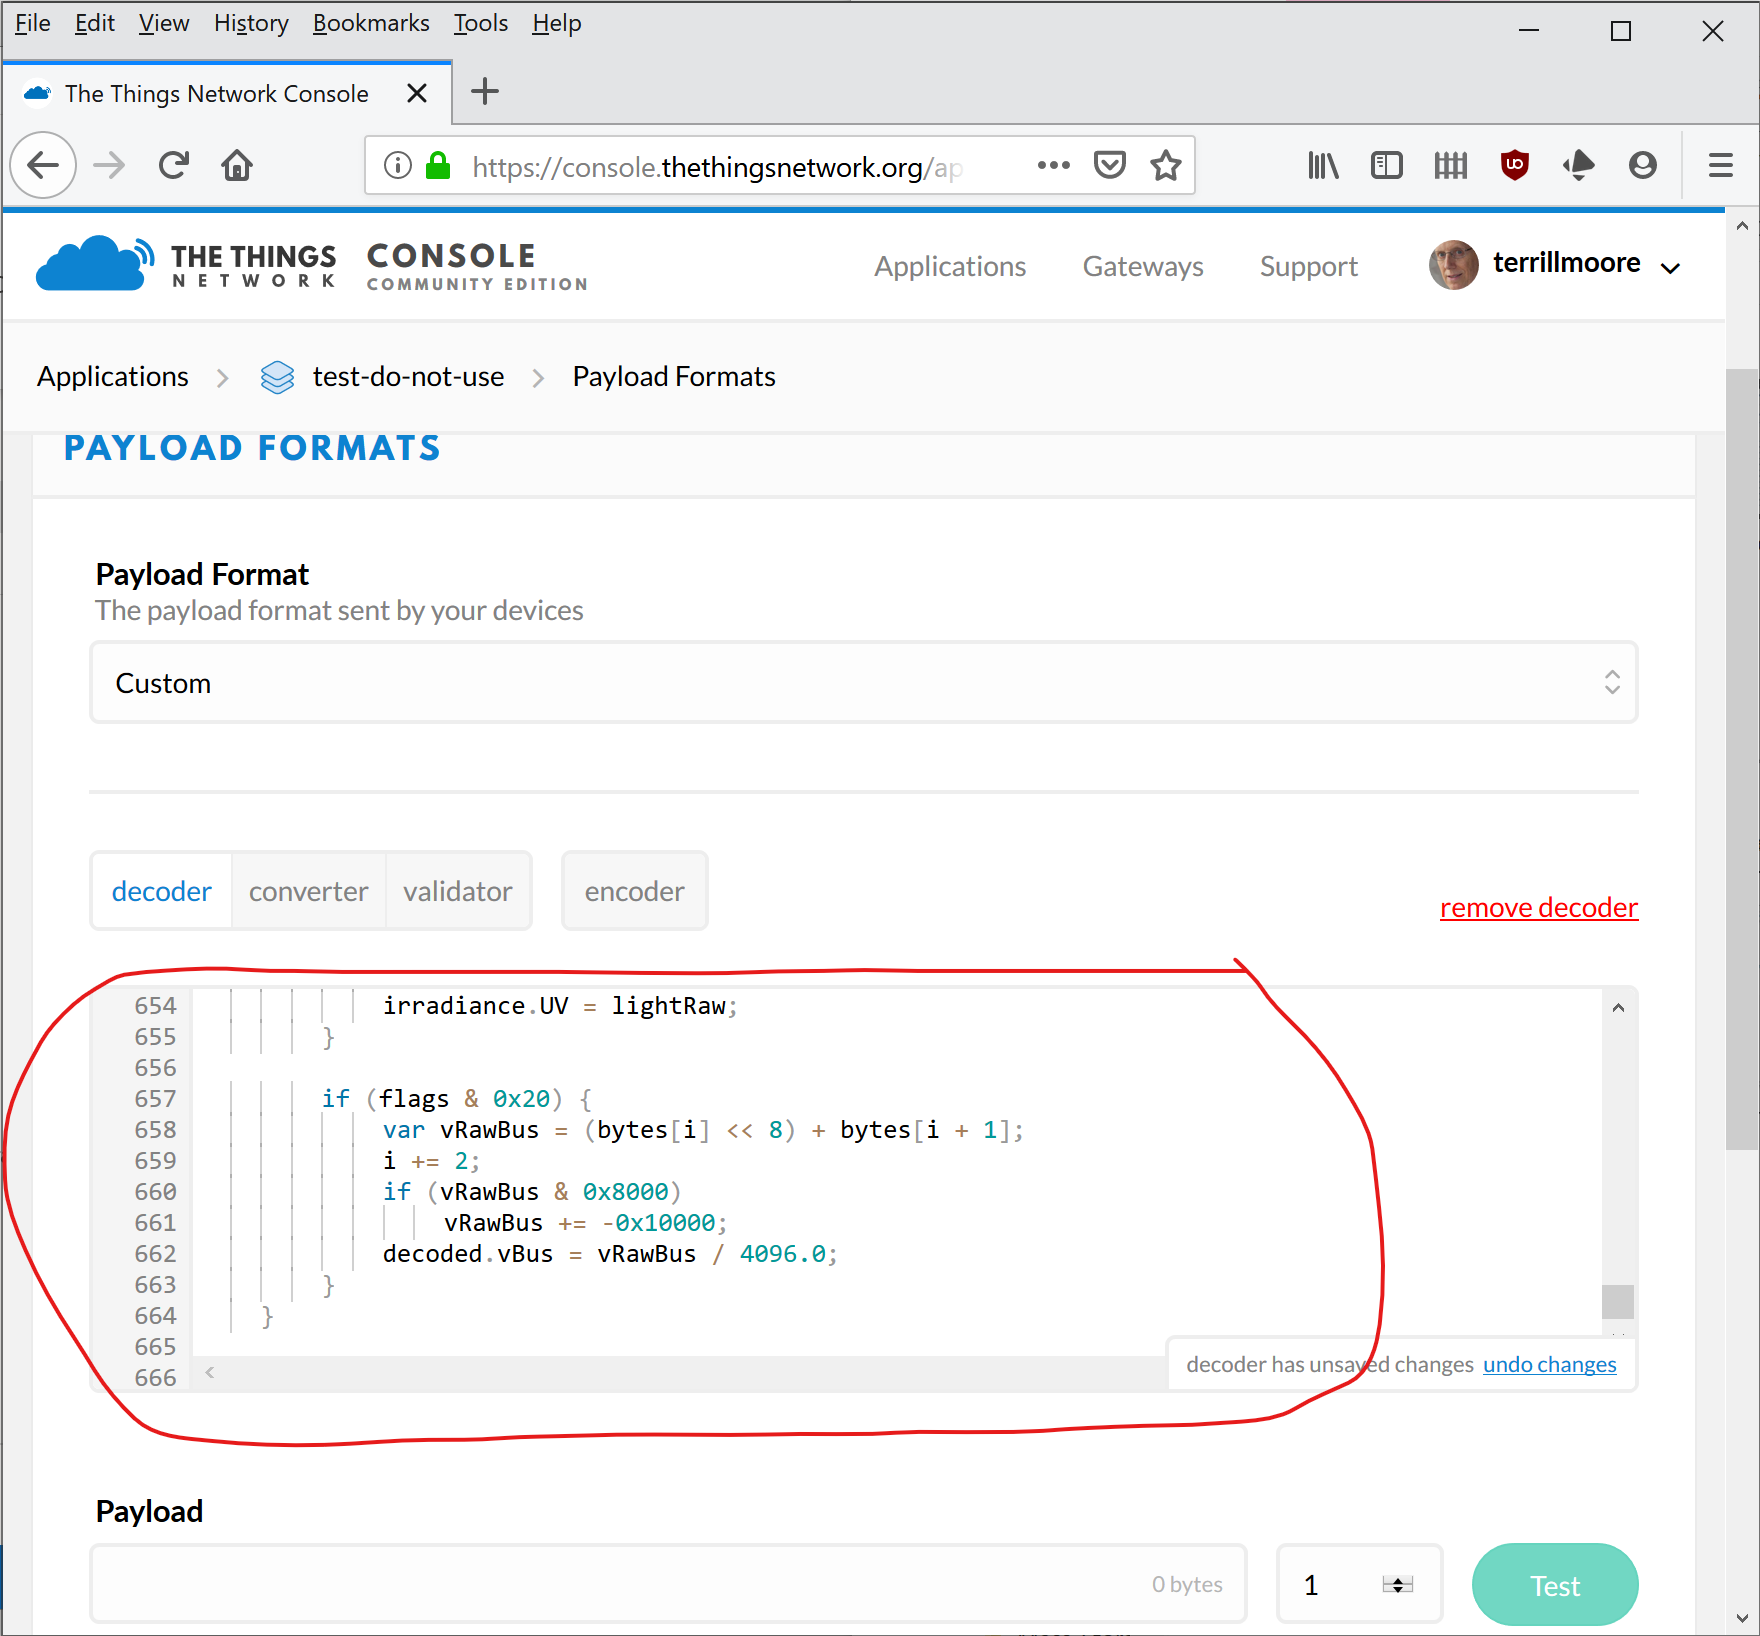 File Edit View History Bookmarks Tools Help
The Things Network Console
https://console.thethingsnetwork.org/ap
THE THINGS
NETWORK
CONSOLE
COMMUNITY EDITION
Applications Gateways Support terrillmoore
Applications test-do-not-use Payload Formats
PAYLOAD FORMATS
Payload Format
The payload format sent by your devices
Custom
decoder converter validator encoder
remove decoder
654 irradiance.UV = lightRaw;
655 }
656
657 if (flags & 0x20) {
658 var vRawBus = (bytes[i] << 8) + bytes[i + 1];
659 i += 2;
660 if (vRawBus & 0x8000)
661 vRawBus += -0x10000;
662 decoded.vBus = vRawBus / 4096.0;
663 }
664 }
665
666
decoder has unsaved changes undo changes
Payload
0 bytes 1 Test